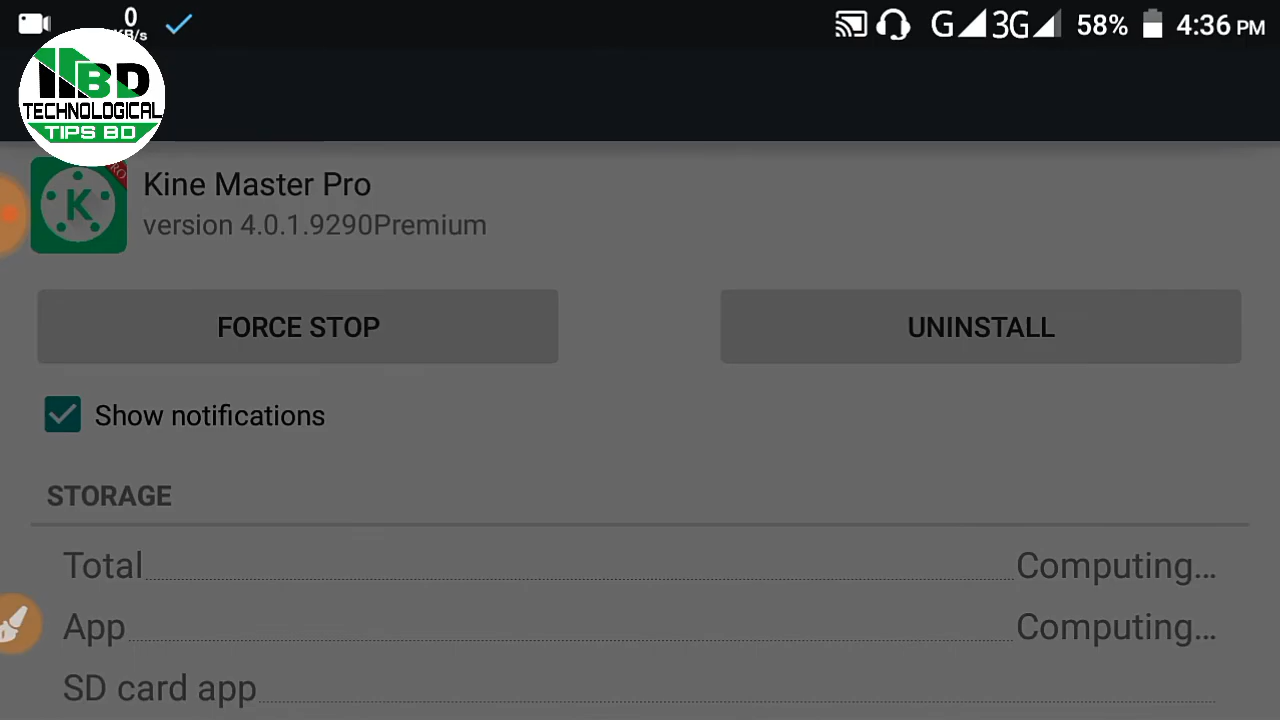 0
KB/s
G 3G 58% 4:36 PM
BD
TECHNOLOGICAL
TIPS BD
K
Kine Master Pro
version 4.0.1.9290Premium
FORCE STOP
UNINSTALL
Show notifications
STORAGE
Total Computing...
App Computing...
SD card app